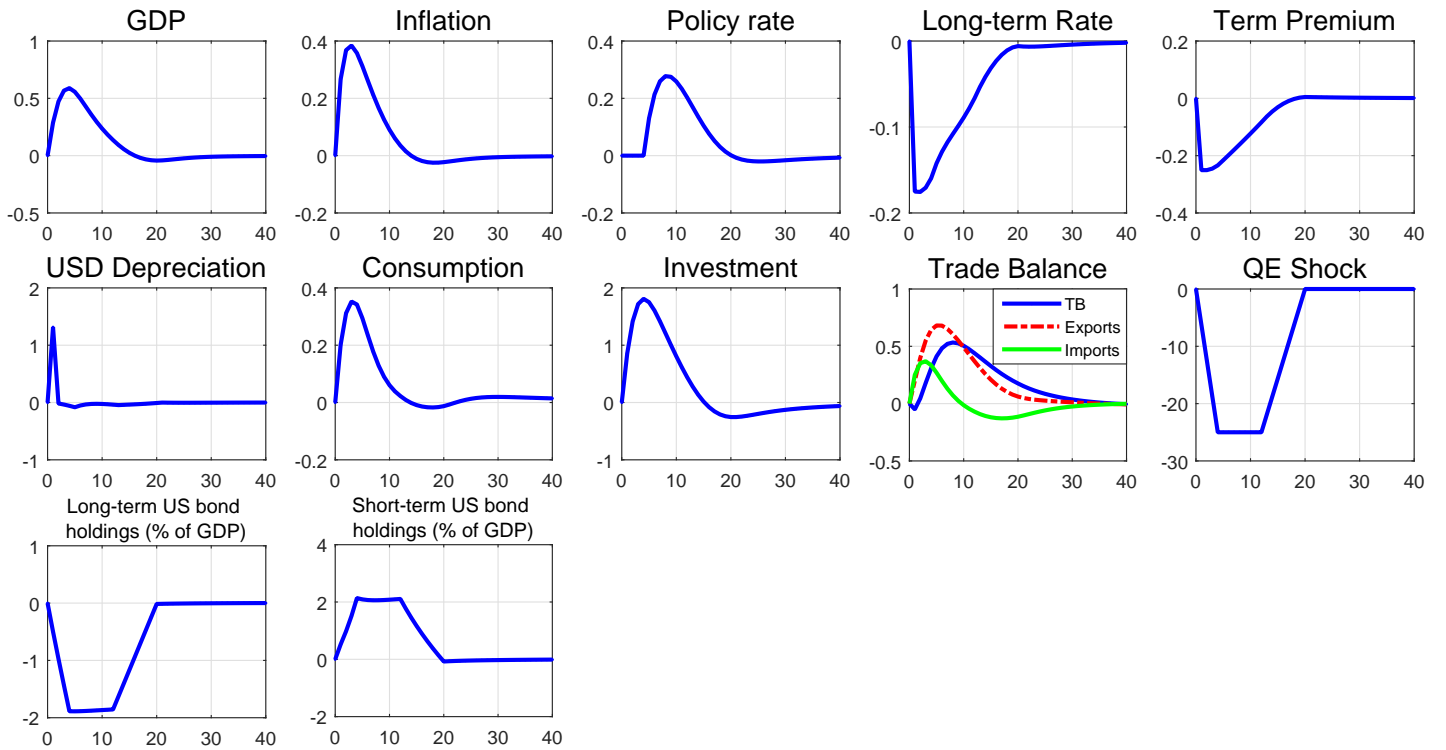 GDP
Inflation
Policy rate
Long-term Rate
Term Premium
1
0.5
0
-0.5
0 10 20 30 40
0.4
0.2
0
-0.2
0 10 20 30 40
0.4
0.2
0
-0.2
0 10 20 30 40
0
-0.1
-0.2
0 10 20 30 40
0.2
0
-0.2
-0.4
0 10 20 30 40
USD Depreciation
Consumption
Investment
Trade Balance
QE Shock
2
1
0
-1
0 10 20 30 40
0.4
0.2
0
-0.2
0 10 20 30 40
2
1
0
-1
0 10 20 30 40
1
0.5
0
-0.5
0 10 20 30 40
TB
Exports
Imports
0
-10
-20
-30
0 10 20 30 40
Long-term US bond
holdings (% of GDP)
1
0
-1
-2
0 10 20 30 40
Short-term US bond
holdings (% of GDP)
4
2
0
-2
0 10 20 30 40